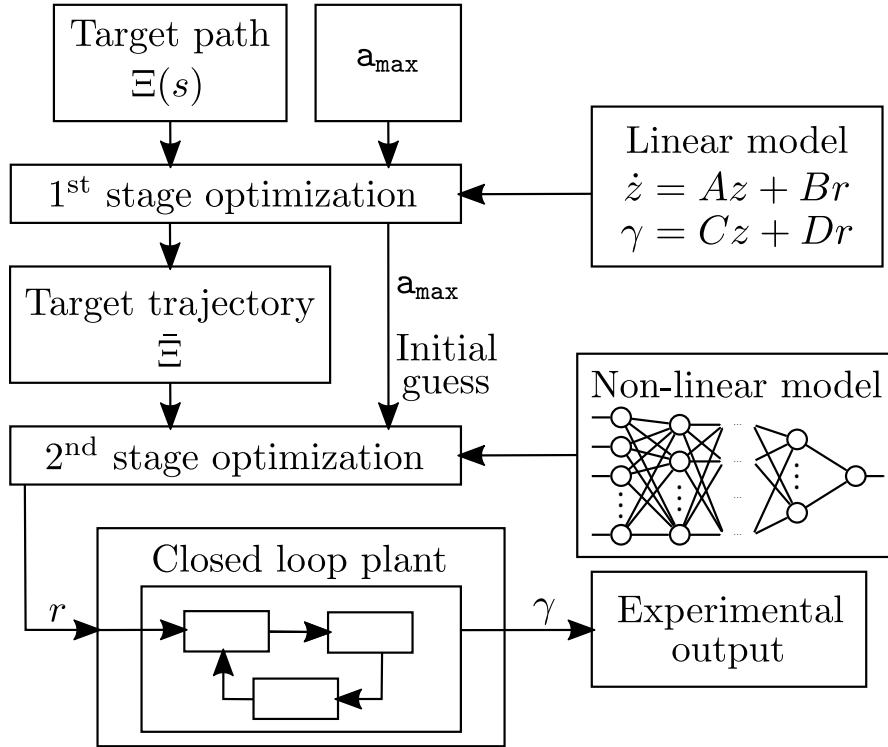 Target path
Ξ(s)
a_max
Linear model
ż = Az + Br
γ = Cz + Dr
1st stage optimization
Target trajectory
Ξ̄
a_max
Initial
guess
Non-linear model
2nd stage optimization
Closed loop plant
r
γ
Experimental
output